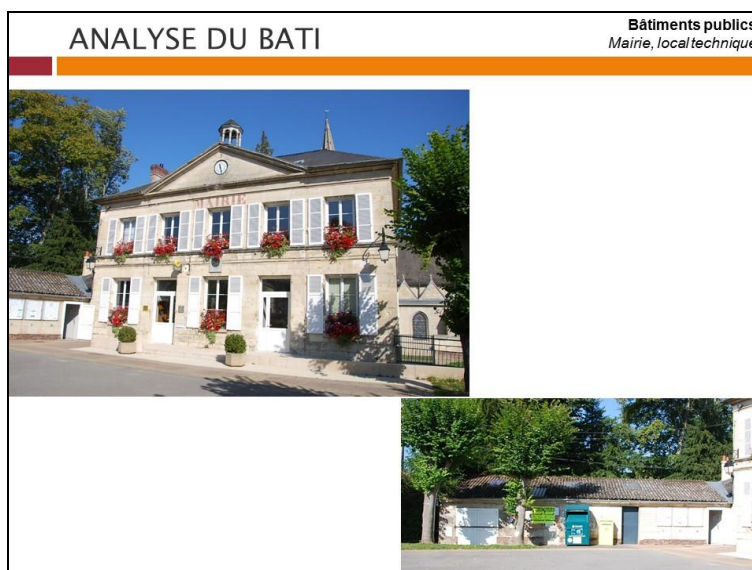 ANALYSE DU BATI
Bâtiments publics
Mairie, local technique
MAIRIE